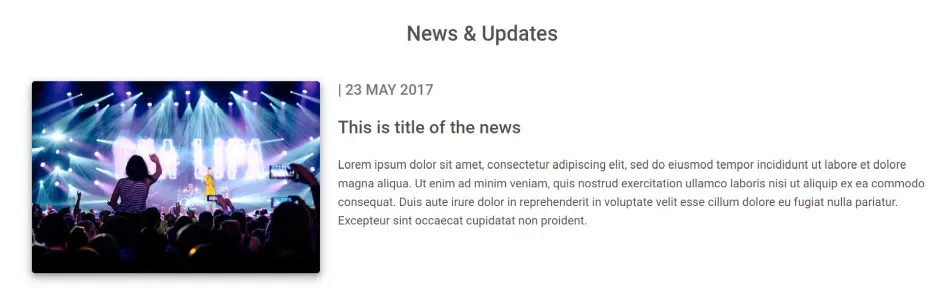 News & Updates
| 23 MAY 2017
This is title of the news
Lorem ipsum dolor sit amet, consectetur adipiscing elit, sed do eiusmod tempor incididunt ut labore et dolore
magna aliqua. Ut enim ad minim veniam, quis nostrud exercitation ullamco laboris nisi ut aliquip ex ea commodo
consequat. Duis aute irure dolor in reprehenderit in voluptate velit esse cillum dolore eu fugiat nulla pariatur.
Excepteur sint occaecat cupidatat non proident.
DUA LIPA